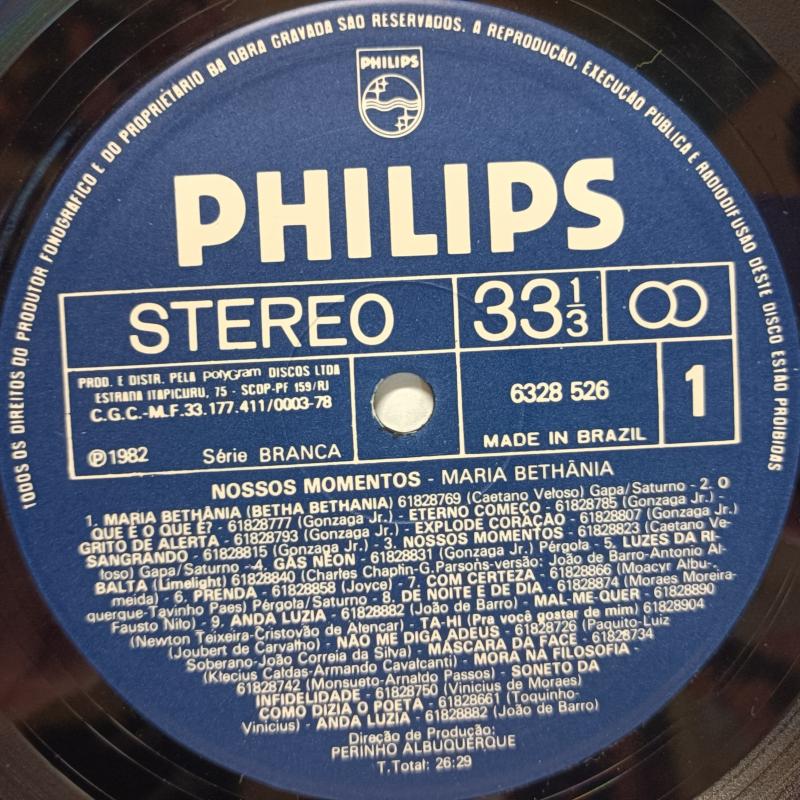 TODOS OS DIREITOS DO PRODUTOR FONOGRÁFICO E DO PROPRIETÁRIO DA OBRA GRAVADA SÃO RESERVADOS. A REPRODUÇÃO, EXECUÇÃO PÚBLICA E RADIODIFUSÃO DESTE DISCO ESTÃO PROIBIDAS
PHILIPS
PHILIPS
STEREO
33 1/3
PROD. E DISTR. PELA PolyGram DISCOS LTDA
ESTRADA ITAPICURU, 75 - SCDP-PF 159/RJ
C.G.C.-M.F.33.177.411/0003-78
6328 526
1
℗1982 Série BRANCA
MADE IN BRAZIL
NOSSOS MOMENTOS - MARIA BETHÂNIA
1. MARIA BETHÂNIA (BETHA BETHANIA) 61828769 (Caetano Veloso) Gapa/Saturno - 2. O
QUE É O QUE É? - 61828777 (Gonzaga Jr.) - ETERNO COMEÇO - 61828785 (Gonzaga Jr.) -
GRITO DE ALERTA - 61828793 (Gonzaga Jr.) - EXPLODE CORAÇÃO - 61828807 (Gonzaga Jr.) -
SANGRANDO - 61828815 (Gonzaga Jr.) - 3. NOSSOS MOMENTOS - 61828823 (Caetano Ve-
loso) Gapa/Saturno - 4. GÁS NEON - 61828831 (Gonzaga Jr.) Pérgola - 5. LUZES DA RI-
BALTA (Limelight) 61828840 (Charles Chaplin-G.Parsons-versão: João de Barro-Antonio Al-
meida) - 6. PRENDA - 61828858 (Joyce) - 7. COM CERTEZA - 61828866 (Moacyr Albu-
querque-Tavinho Paes) Pérgola/Saturno - 8. DE NOITE E DE DIA - 61828874 (Moraes Moreira-
Fausto Nilo) - 9. ANDA LUZIA - 61828882 (João de Barro) - MAL-ME-QUER - 61828890
(Newton Teixeira-Cristovão de Alencar) - TA-HI (Pra você gostar de mim) 61828904
(Joubert de Carvalho) - NÃO ME DIGA ADEUS - 61828726 (Paquito-Luiz
Soberano-João Correia da Silva) - MÁSCARA DA FACE - 61828734
(Klecius Caldas-Armando Cavalcanti) - MORA NA FILOSOFIA -
61828742 (Monsueto-Arnaldo Passos) - SONETO DA
INFIDELIDADE - 61828750 (Vinicius de Moraes)
COMO DIZIA O POETA - 61828661 (Toquinho-
Vinicius) - ANDA LUZIA - 61828882 (João de Barro)
Direção de Produção:
PERINHO ALBUQUERQUE
T.Total: 26:29